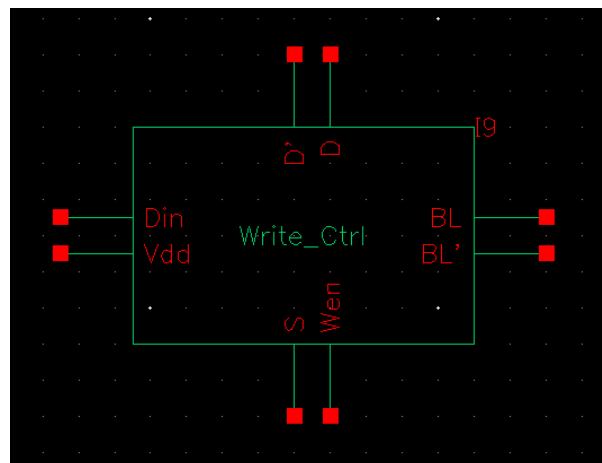 I9
D' D
Din BL
Write_Ctrl
Vdd BL'
S Wen